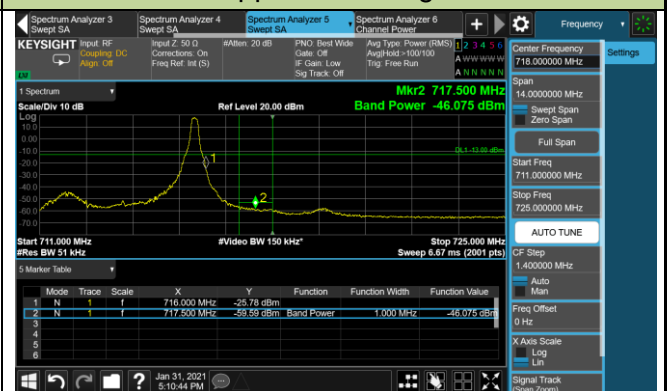 Spectrum Analyzer 3
Swept SA
Spectrum Analyzer 4
Swept SA
Spectrum Analyzer 5
Swept SA
Spectrum Analyzer 6
Channel Power
Frequency
KEYSIGHT
Input: RF
Coupling: DC
Align: Off
Input Z: 50 Ω
Corrections: On
Freq Ref: Int (S)
#Atten: 20 dB
PNO: Best Wide
Gate: Off
IF Gain: Low
Sig Track: Off
Avg Type: Power (RMS)
Avg|Hold:>100/100
Trig: Free Run
1 2 3 4 5 6
A W W W W W
A N N N N N
LXI
1 Spectrum
Scale/Div 10 dB
Ref Level 20.00 dBm
Mkr2 717.500 MHz
Band Power -46.075 dBm
Log
10.0
0.00
-10.0
-20.0
-30.0
-40.0
-50.0
-60.0
-70.0
DL1 -13.00 dBm
1
2
Start 711.000 MHz
#Res BW 51 kHz
#Video BW 150 kHz*
Stop 725.000 MHz
Sweep 6.67 ms (2001 pts)
5 Marker Table
Mode Trace Scale X Y Function Function Width Function Value
1 N 1 f 716.000 MHz -25.78 dBm
2 N 1 f 717.500 MHz -59.59 dBm Band Power 1.000 MHz -46.075 dBm
3
4
5
6
Jan 31, 2021
5:10:44 PM
Center Frequency
718.000000 MHz
Settings
Span
14.0000000 MHz
Swept Span
Zero Span
Full Span
Start Freq
711.000000 MHz
Stop Freq
725.000000 MHz
AUTO TUNE
CF Step
1.400000 MHz
Auto
Man
Freq Offset
0 Hz
X Axis Scale
Log
Lin
Signal Track
(Span Zoom)